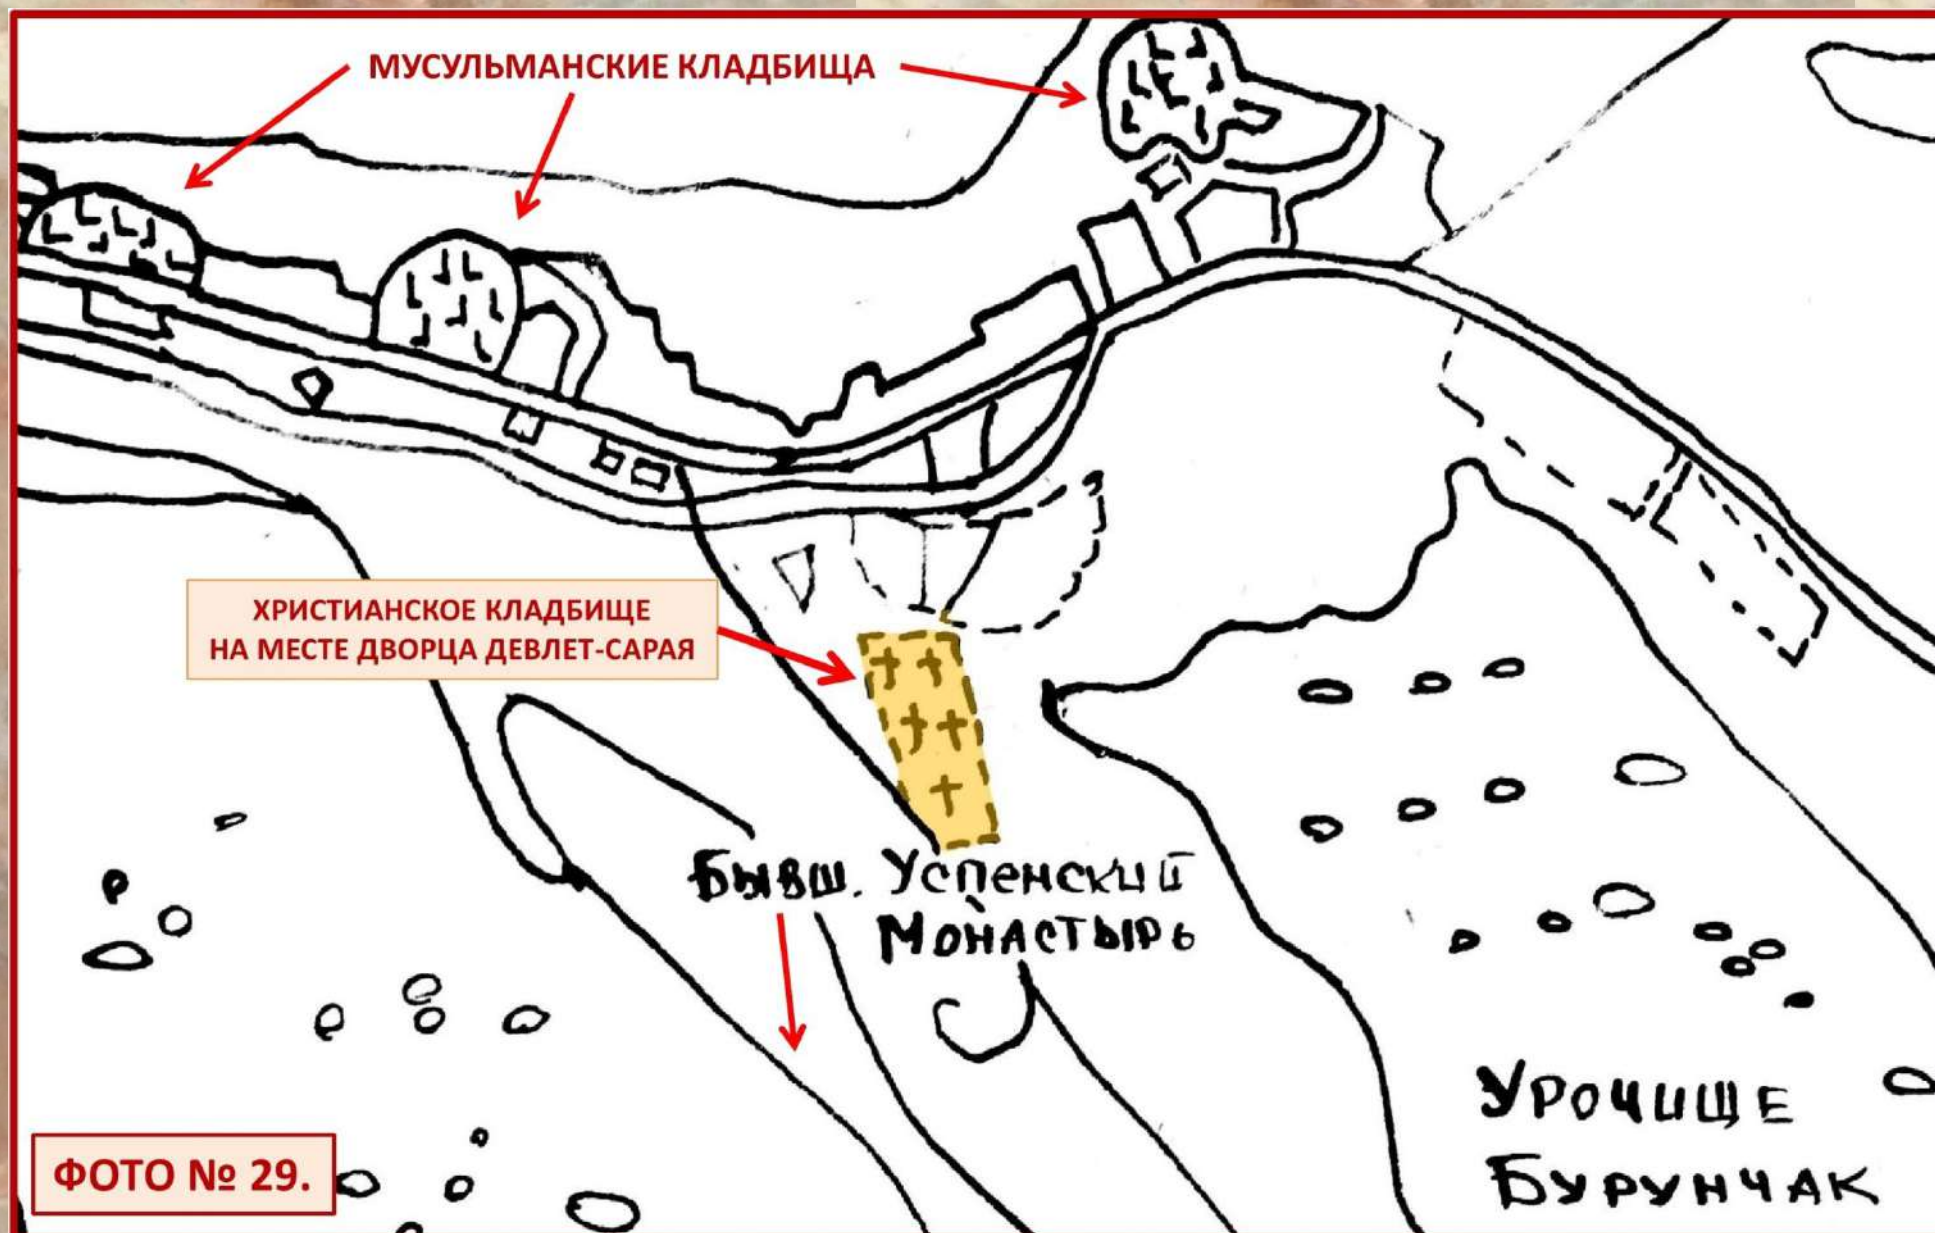 МУСУЛЬМАНСКИЕ КЛАДБИЩА
ХРИСТИАНСКОЕ КЛАДБИЩЕ
НА МЕСТЕ ДВОРЦА ДЕВЛЕТ-САРАЯ
БЫВШ. УСПЕНСКИЙ
МОНАСТЫРЬ
УРОЧИЩЕ
БУРУНЧАК
ФОТО № 29.